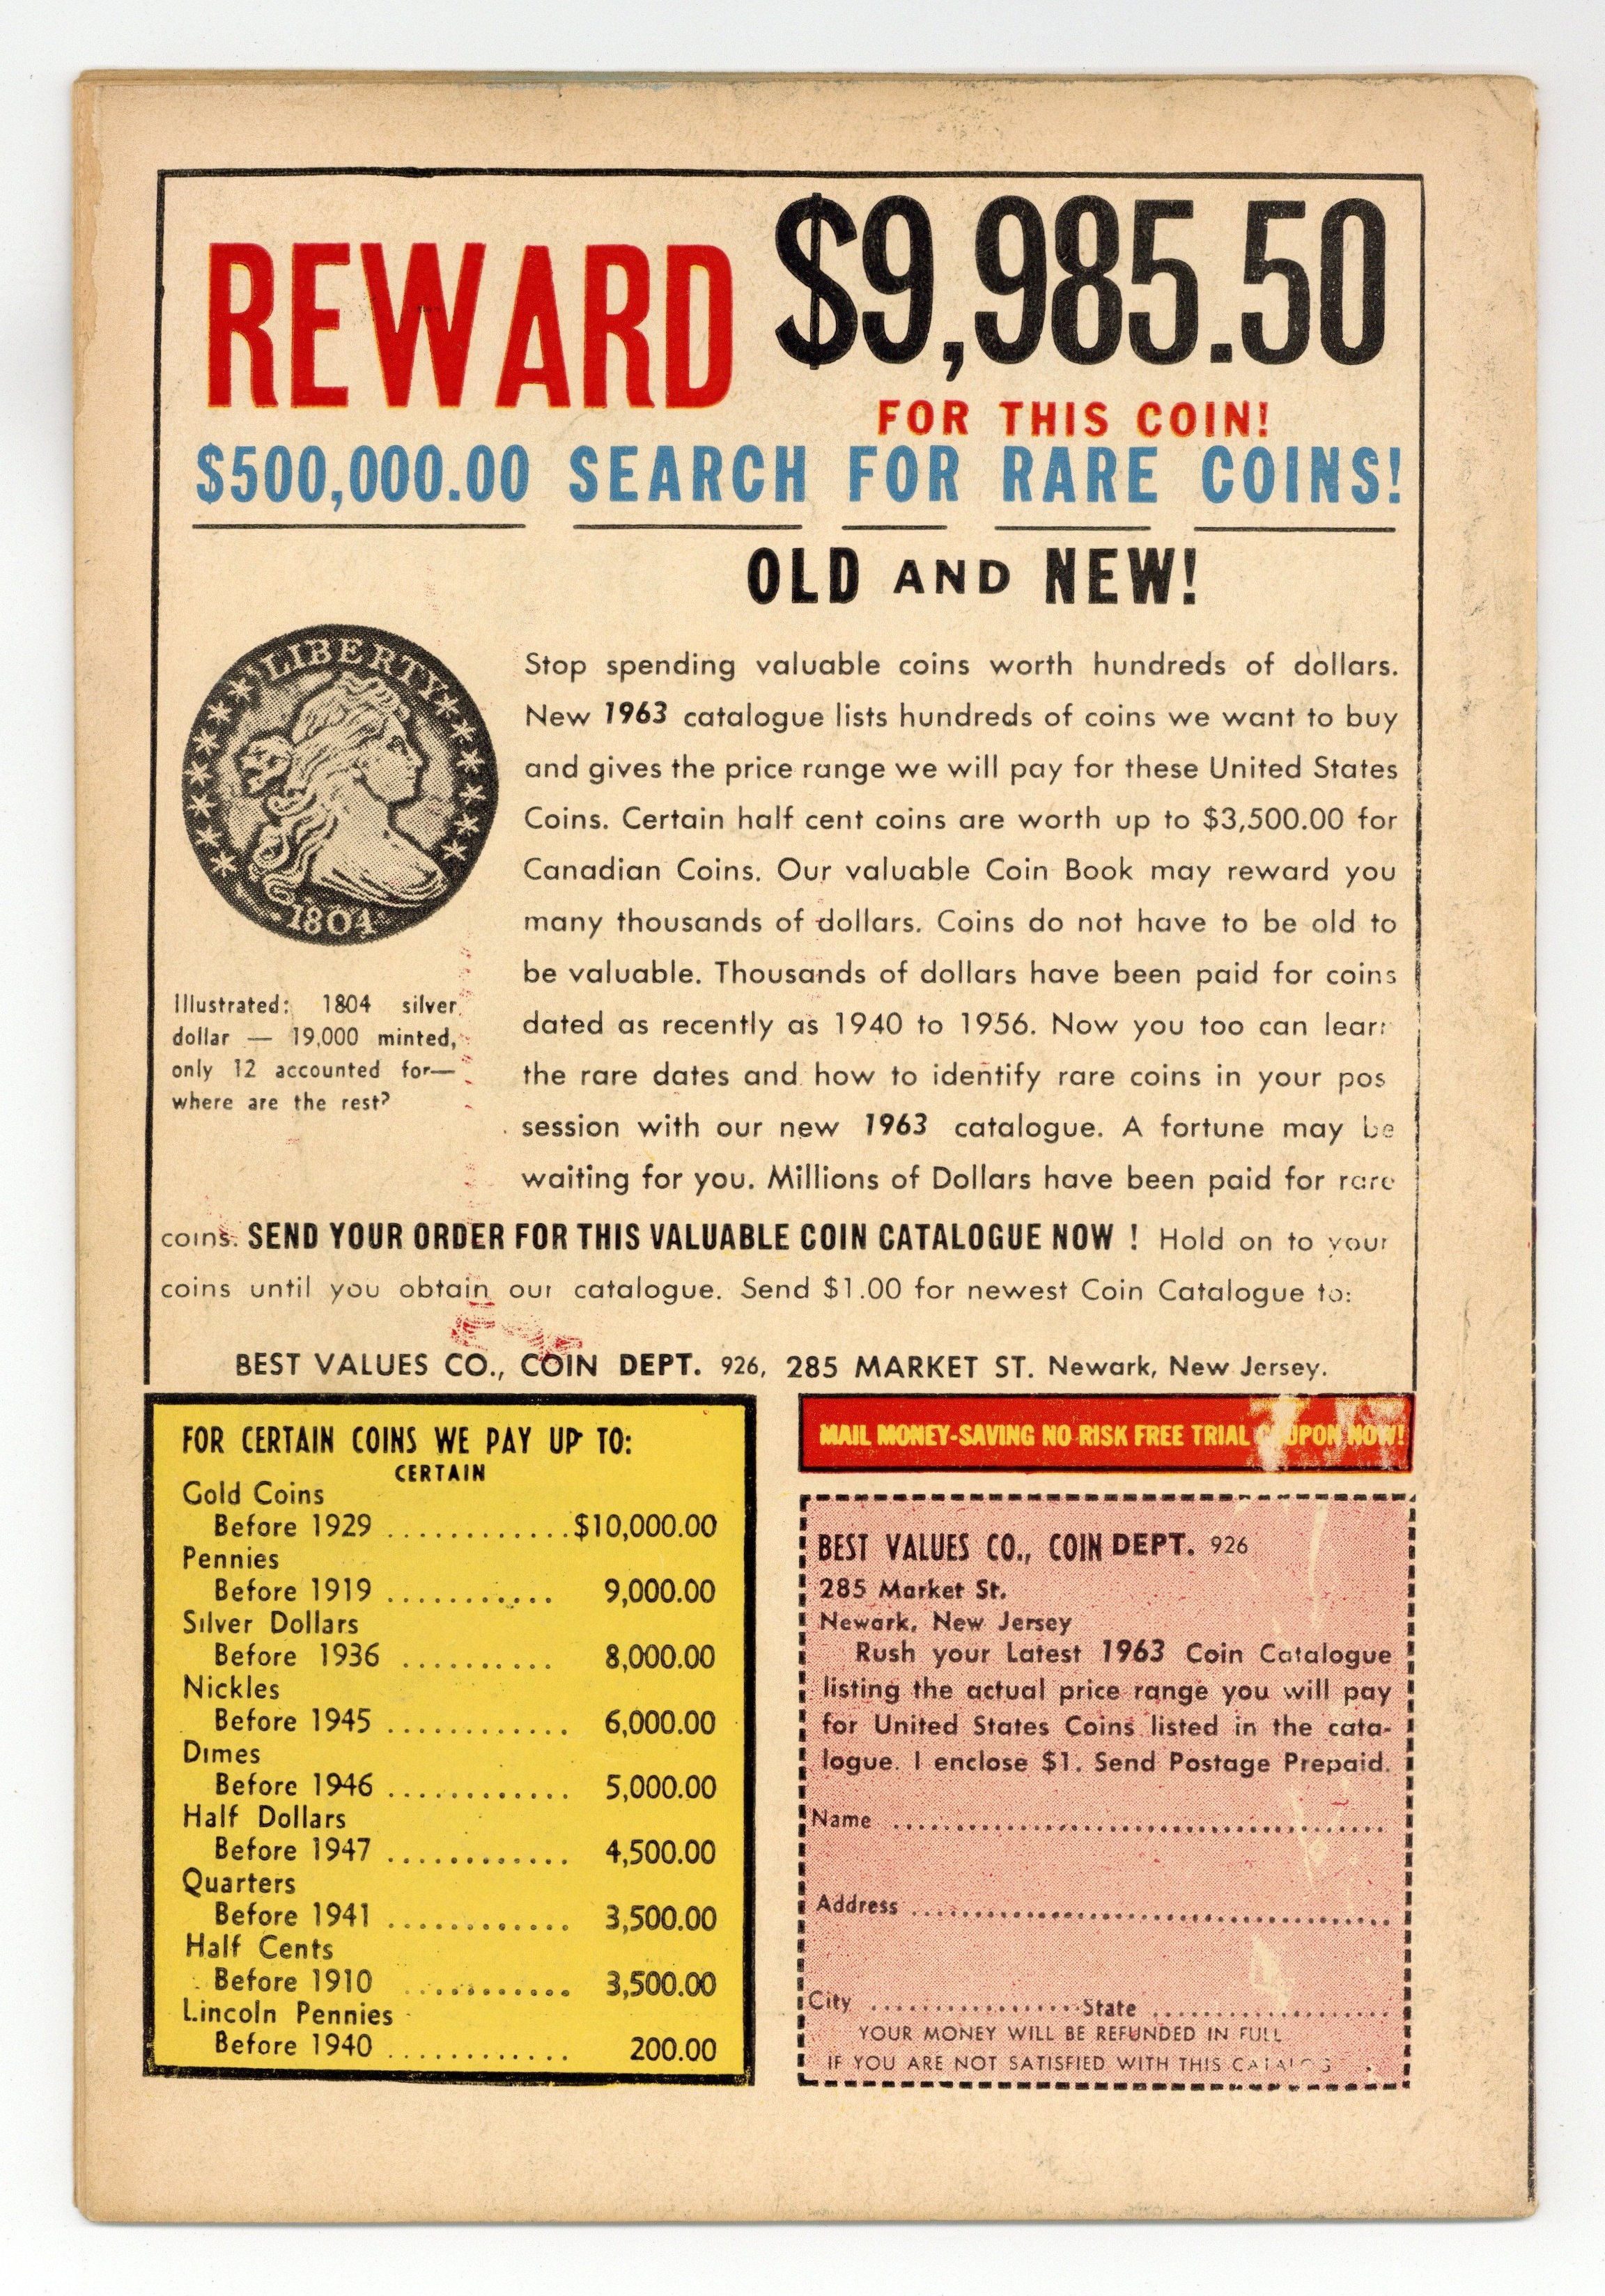 REWARD $9,985.50
FOR THIS COIN!
$500,000.00 SEARCH FOR RARE COINS!
OLD AND NEW!
LIBERTY
1804
Illustrated: 1804 silver
dollar — 19,000 minted,
only 12 accounted for—
where are the rest?
Stop spending valuable coins worth hundreds of dollars.
New 1963 catalogue lists hundreds of coins we want to buy
and gives the price range we will pay for these United States
Coins. Certain half cent coins are worth up to $3,500.00 for
Canadian Coins. Our valuable Coin Book may reward you
many thousands of dollars. Coins do not have to be old to
be valuable. Thousands of dollars have been paid for coins
dated as recently as 1940 to 1956. Now you too can learn
the rare dates and how to identify rare coins in your pos
session with our new 1963 catalogue. A fortune may be
waiting for you. Millions of Dollars have been paid for rare
coins. SEND YOUR ORDER FOR THIS VALUABLE COIN CATALOGUE NOW ! Hold on to your
coins until you obtain our catalogue. Send $1.00 for newest Coin Catalogue to:
BEST VALUES CO., COIN DEPT. 926, 285 MARKET ST. Newark, New Jersey.
FOR CERTAIN COINS WE PAY UP TO:
CERTAIN
Gold Coins
Before 1929 ............. $10,000.00
Pennies
Before 1919 ........... 9,000.00
Silver Dollars
Before 1936 .......... 8,000.00
Nickles
Before 1945 ............ 6,000.00
Dimes
Before 1946 ............ 5,000.00
Half Dollars
Before 1947 ............ 4,500.00
Quarters
Before 1941 ............ 3,500.00
Half Cents
Before 1910 ........... 3,500.00
Lincoln Pennies
Before 1940 ............ 200.00
MAIL MONEY-SAVING NO RISK FREE TRIAL COUPON NOW!
BEST VALUES CO., COIN DEPT. 926
285 Market St.
Newark, New Jersey
Rush your Latest 1963 Coin Catalogue
listing the actual price range you will pay
for United States Coins listed in the cata-
logue. I enclose $1. Send Postage Prepaid.
Name ........................................
Address ........................................
City .................. State ....................
YOUR MONEY WILL BE REFUNDED IN FULL
IF YOU ARE NOT SATISFIED WITH THIS CATALOG